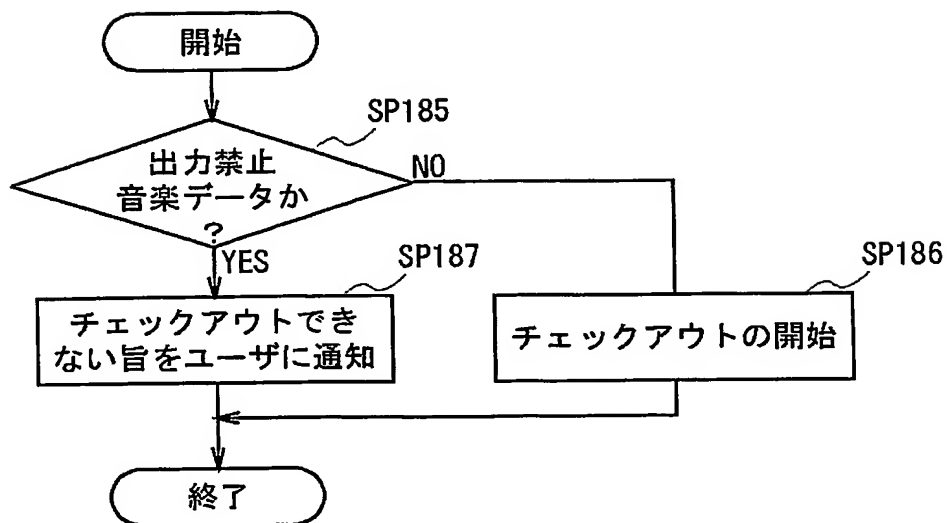 開始
SP185
出力禁止
音楽データか
?
NO
YES
SP187
チェックアウトでき
ない旨をユーザに通知
SP186
チェックアウトの開始
終了